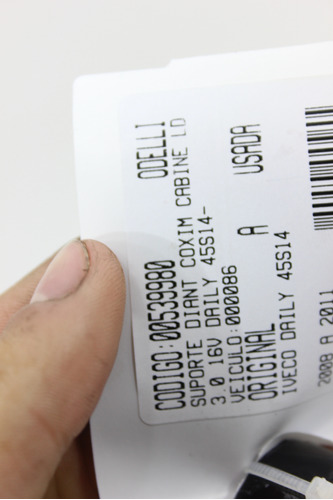 CODIGO:00539980 ODELLI
SUPORTE DIANT COXIM CABINE LD
3 0 16V DAILY 45S14-
VEICULO:000086
ORIGINAL A USADA
IVECO DAILY 45S14
2008 A 2011